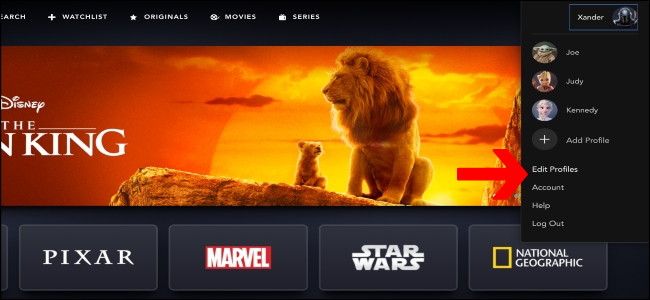 EARCH
WATCHLIST
ORIGINALS
MOVIES
SERIES
Xander
Joe
Judy
Kennedy
Add Profile
Edit Profiles
Account
Help
Log Out
Disney
THE
N KING
PIXAR
MARVEL
STAR
WARS
NATIONAL
GEOGRAPHIC